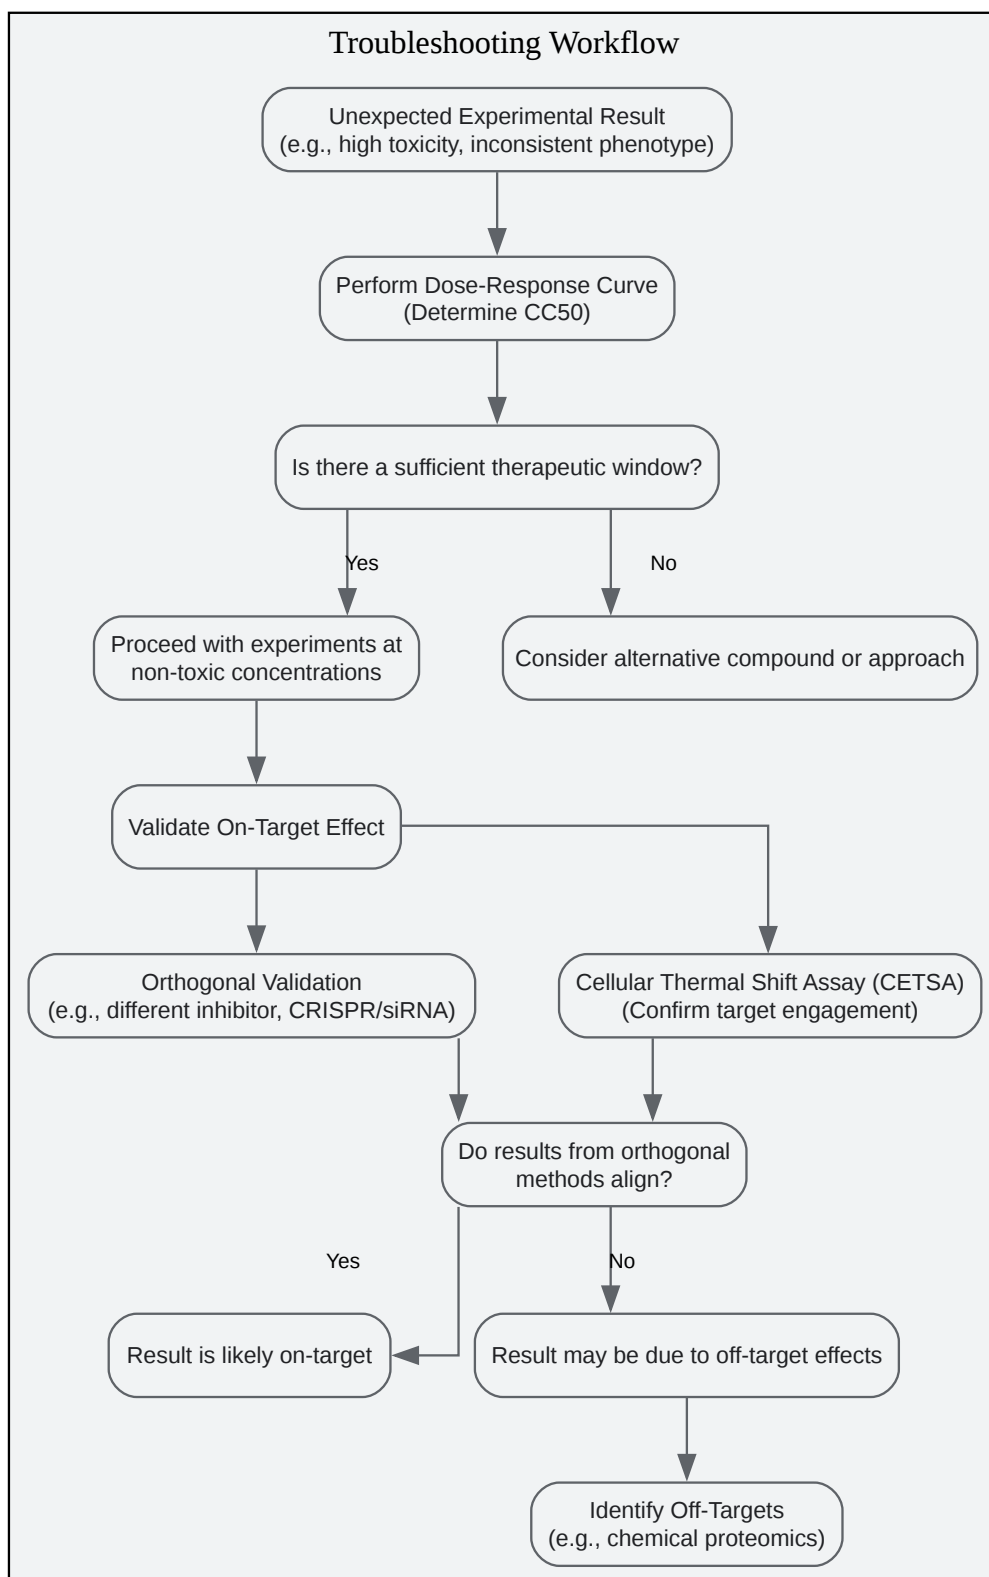 Troubleshooting Workflow
Unexpected Experimental Result
(e.g., high toxicity, inconsistent phenotype)
Perform Dose-Response Curve
(Determine CC50)
Is there a sufficient therapeutic window?
Yes
No
Proceed with experiments at
non-toxic concentrations
Consider alternative compound or approach
Validate On-Target Effect
Orthogonal Validation
(e.g., different inhibitor, CRISPR/siRNA)
Cellular Thermal Shift Assay (CETSA)
(Confirm target engagement)
Do results from orthogonal
methods align?
Yes
No
Result is likely on-target
Result may be due to off-target effects
Identify Off-Targets
(e.g., chemical proteomics)